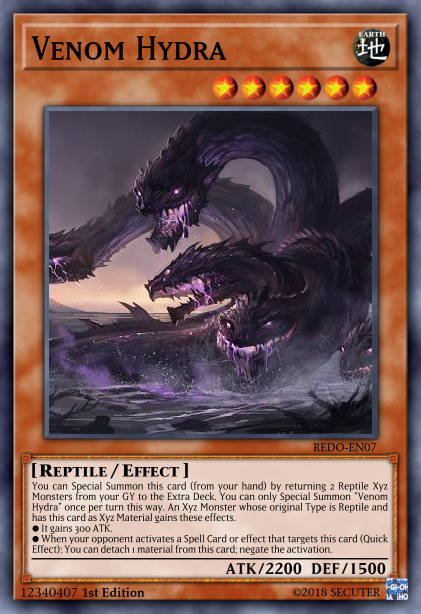 VENOM HYDRA
EARTH
地
REDO-EN07
[REPTILE / EFFECT]
You can Special Summon this card (from your hand) by returning 2 Reptile Xyz
Monsters from your GY to the Extra Deck. You can only Special Summon "Venom
Hydra" once per turn this way. An Xyz Monster whose original Type is Reptile and
has this card as Xyz Material gains these effects.
● It gains 300 ATK.
● When your opponent activates a Spell Card or effect that targets this card (Quick
Effect): You can detach 1 material from this card; negate the activation.
ATK/2200 DEF/1500
12340407 1st Edition
©2018 SECUTER